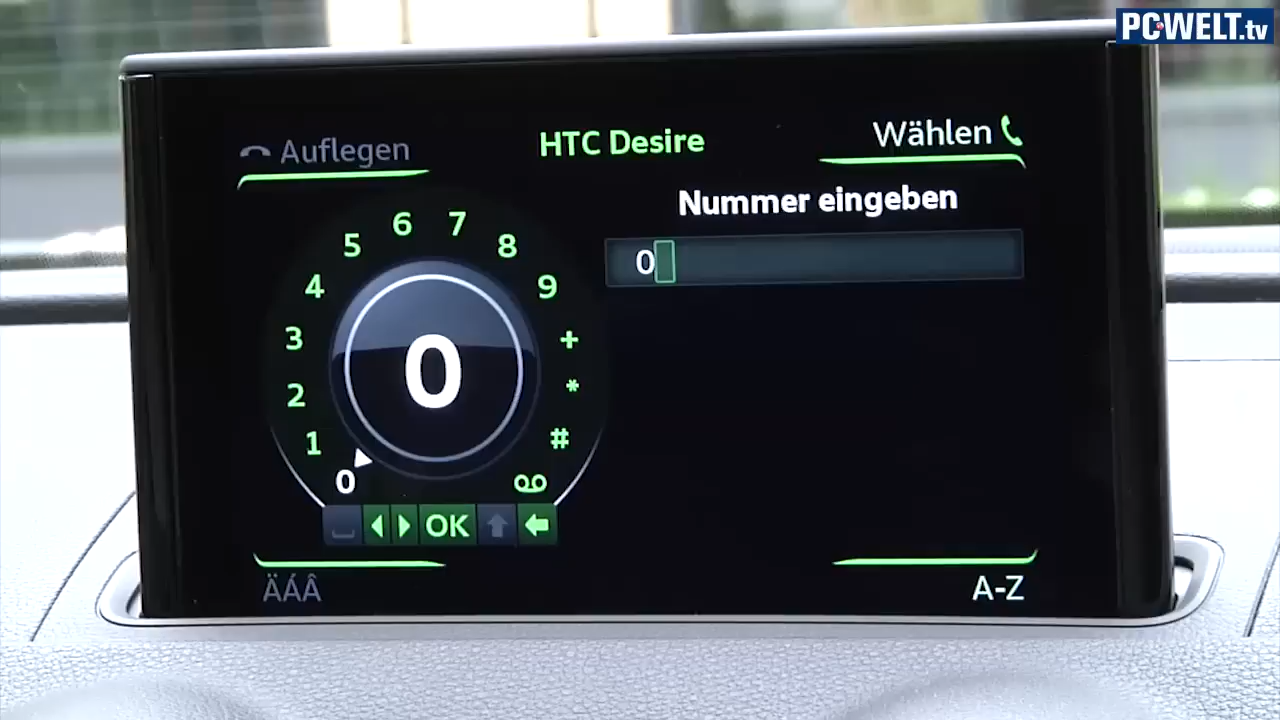 PCWELT.tv
Auflegen
HTC Desire
Wählen
Nummer eingeben
0
6 7
5 8
4 9
3 +
0
2 *
1 #
0
OK
ÄÁÂ
A-Z